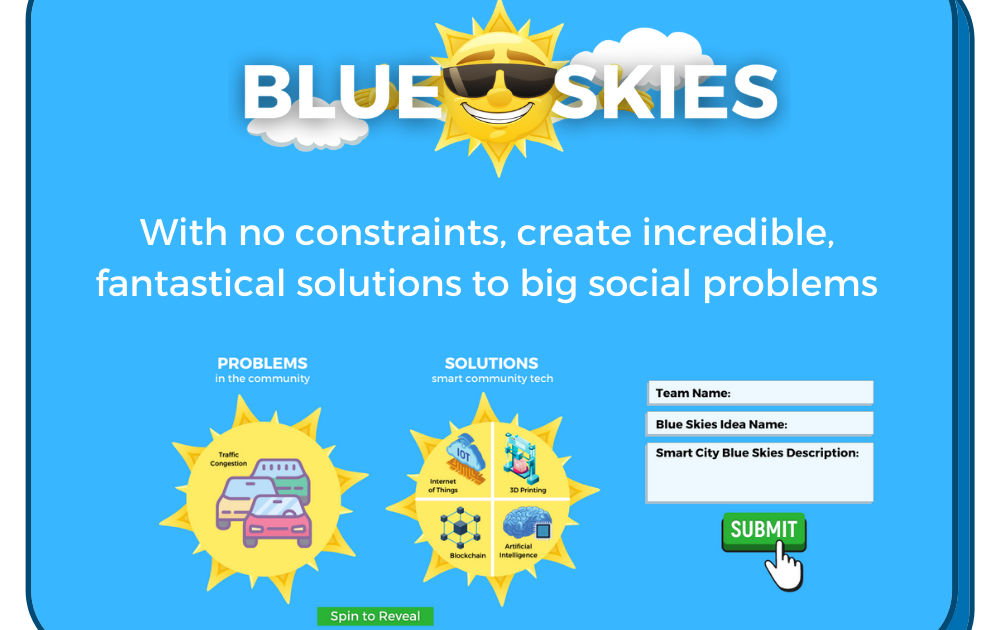 BLUE SKIES
With no constraints, create incredible,
fantastical solutions to big social problems
PROBLEMS
in the community
Traffic
Congestion
SOLUTIONS
smart community tech
IOT
Internet
of Things
3D Printing
Blockchain
Artificial
Intelligence
Spin to Reveal
Team Name:
Blue Skies Idea Name:
Smart City Blue Skies Description:
SUBMIT